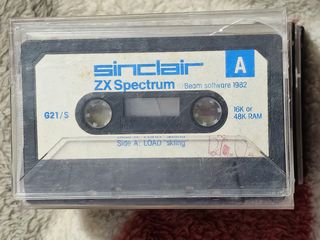 sinclair
A
ZX Spectrum
© Beam software 1982
G21/S
16K or
48K RAM
Side A: LOAD "skiing"